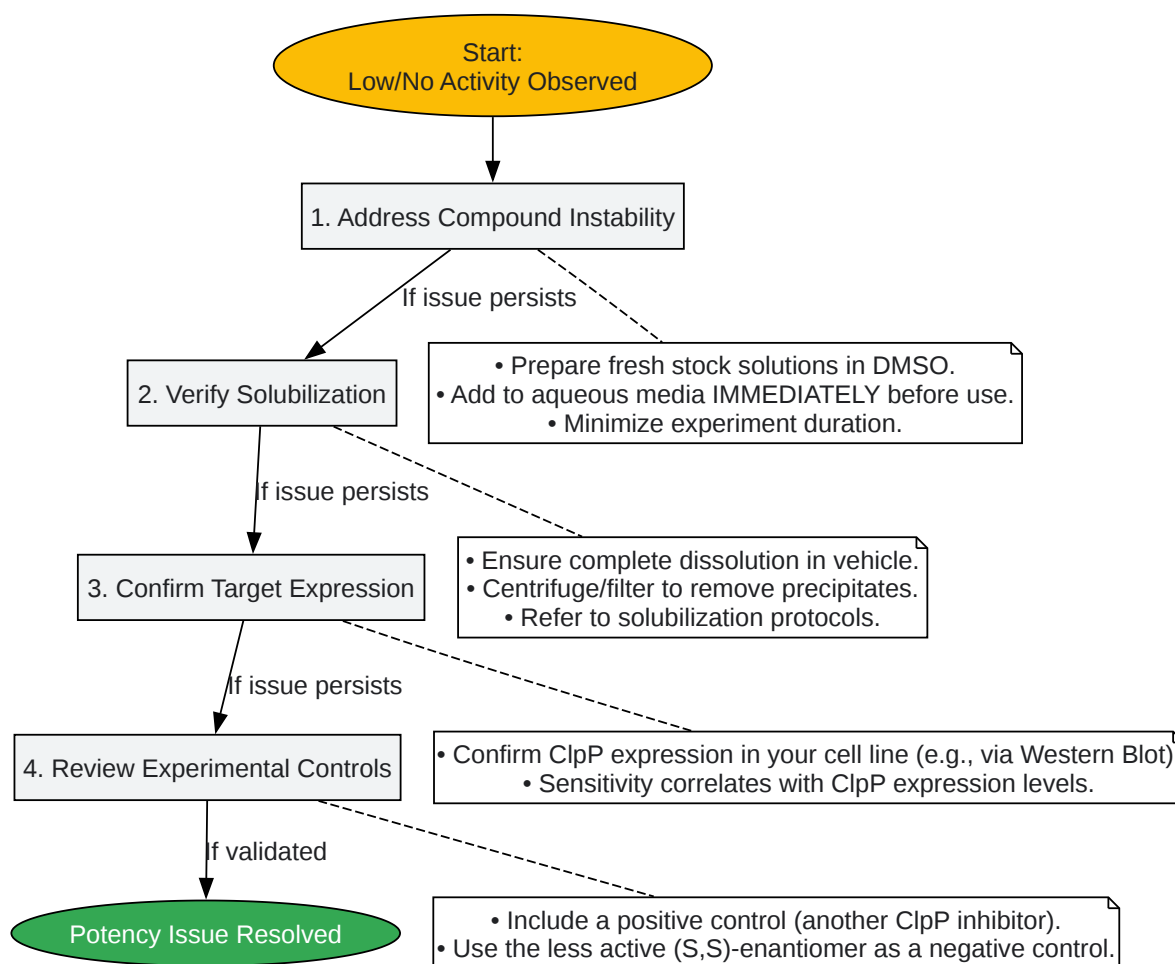 Start:
Low/No Activity Observed
1. Address Compound Instability
If issue persists
• Prepare fresh stock solutions in DMSO.
• Add to aqueous media IMMEDIATELY before use.
• Minimize experiment duration.
2. Verify Solubilization
If issue persists
• Ensure complete dissolution in vehicle.
• Centrifuge/filter to remove precipitates.
• Refer to solubilization protocols.
3. Confirm Target Expression
If issue persists
• Confirm ClpP expression in your cell line (e.g., via Western Blot)
• Sensitivity correlates with ClpP expression levels.
4. Review Experimental Controls
If validated
• Include a positive control (another ClpP inhibitor).
• Use the less active (S,S)-enantiomer as a negative control.
Potency Issue Resolved